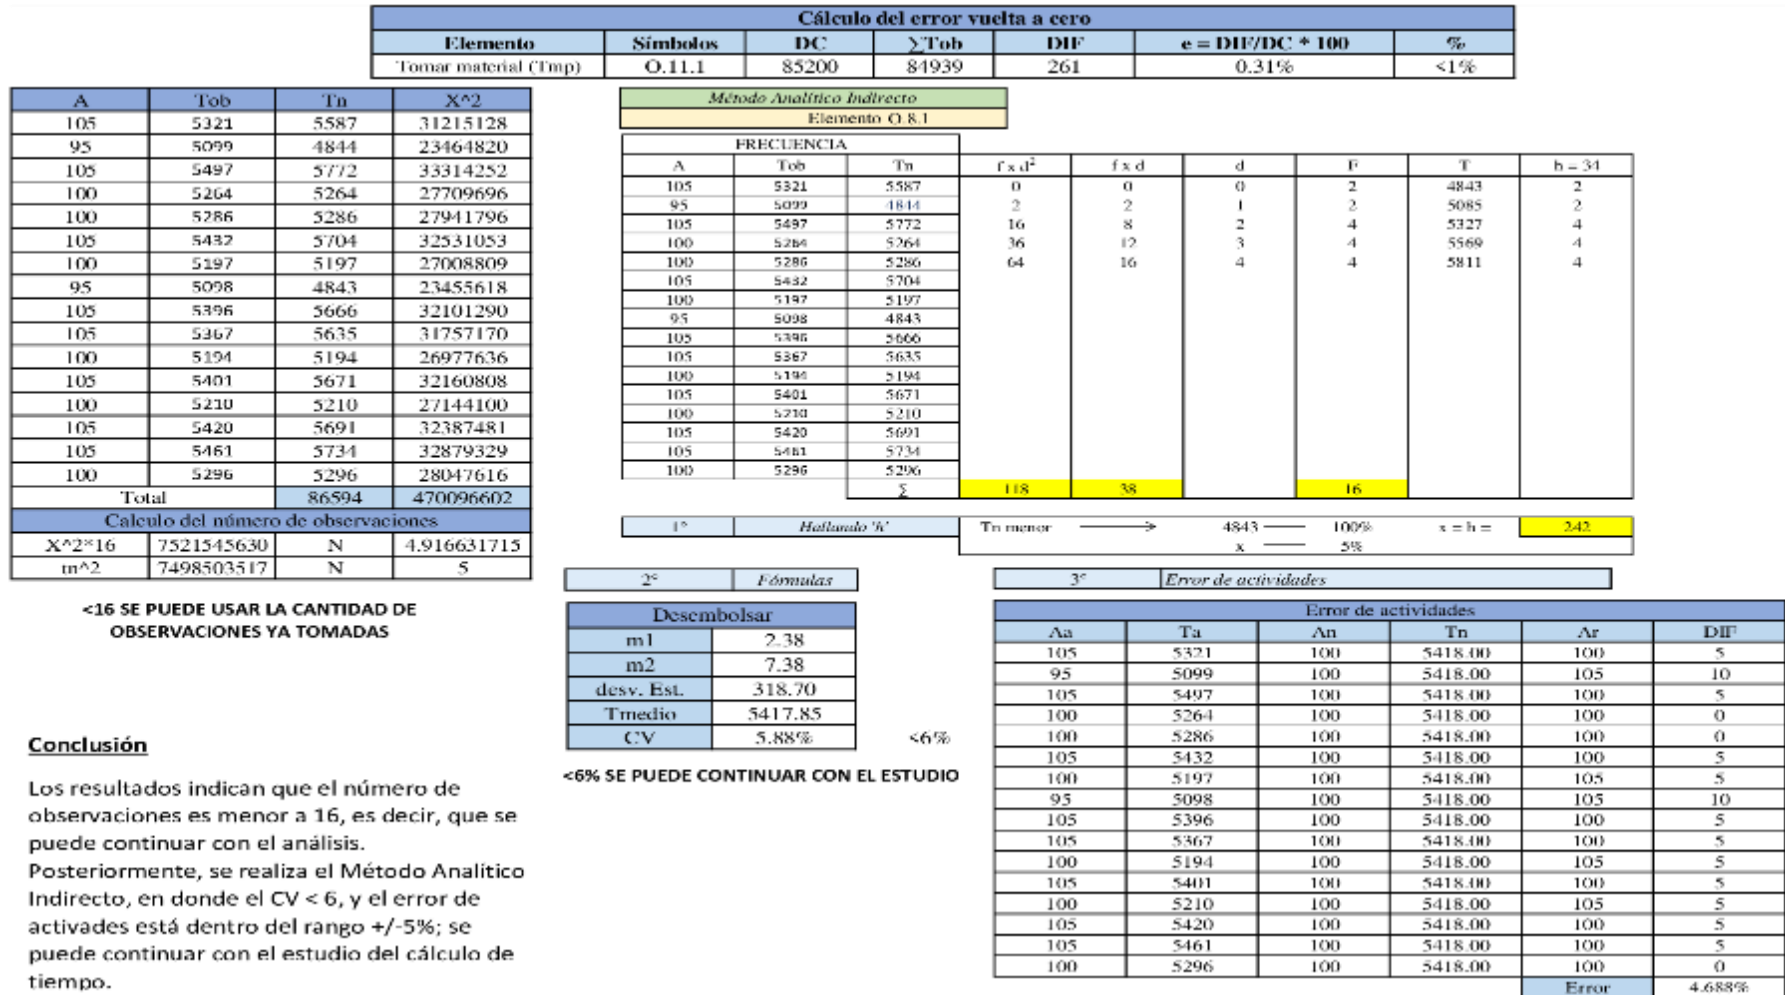 Cálculo del error vuelta a cero
Elemento Símbolos DC ∑Tob DIF e = DIF/DC * 100 %
Tomar material (Tmp) O.11.1 85200 84939 261 0.31% <1%
A Tob Tn X^2
105 5321 5587 31215128
95 5099 4844 23464820
105 5497 5772 33314252
100 5264 5264 27709696
100 5286 5286 27941796
105 5432 5704 32531053
100 5197 5197 27008809
95 5098 4843 23455618
105 5396 5666 32101290
105 5367 5635 31757170
100 5194 5194 26977636
105 5401 5671 32160808
100 5210 5210 27144100
105 5420 5691 32387481
105 5461 5734 32879329
100 5296 5296 28047616
Total 86594 470096602
Calculo del número de observaciones
X^2*16 7521545630 N 4.916631715
tn^2 7498503517 N 5
<16 SE PUEDE USAR LA CANTIDAD DE
OBSERVACIONES YA TOMADAS
Conclusión
Los resultados indican que el número de
observaciones es menor a 16, es decir, que se
puede continuar con el análisis.
Posteriormente, se realiza el Método Analítico
Indirecto, en donde el CV < 6, y el error de
activades está dentro del rango +/-5%; se
puede continuar con el estudio del cálculo de
tiempo.
Método Analítico Indirecto
Elemento O.8.1
FRECUENCIA
A Tob Tn f x d² f x d d F T h = 34
105 5321 5587 0 0 0 2 4843 2
95 5099 4844 2 2 1 2 5085 2
105 5497 5772 16 8 2 4 5327 4
100 5264 5264 36 12 3 4 5569 4
100 5286 5286 64 16 4 4 5811 4
105 5432 5704
100 5197 5197
95 5098 4843
105 5396 5666
105 5367 5635
100 5194 5194
105 5401 5671
100 5210 5210
105 5420 5691
105 5461 5734
100 5296 5296
∑ 118 38 16
1° Hallando 'h' Tn menor 4843 100% x = h = 242
x 5%
2° Fórmulas
Desembolsar
m1 2.38
m2 7.38
desv. Est. 318.70
Tmedio 5417.85
CV 5.88% <6%
<6% SE PUEDE CONTINUAR CON EL ESTUDIO
3° Error de actividades
Error de actividades
Aa Ta An Tn Ar DIF
105 5321 100 5418.00 100 5
95 5099 100 5418.00 105 10
105 5497 100 5418.00 100 5
100 5264 100 5418.00 100 0
100 5286 100 5418.00 100 0
105 5432 100 5418.00 100 5
100 5197 100 5418.00 105 5
95 5098 100 5418.00 105 10
105 5396 100 5418.00 100 5
105 5367 100 5418.00 100 5
100 5194 100 5418.00 105 5
105 5401 100 5418.00 100 5
100 5210 100 5418.00 105 5
105 5420 100 5418.00 100 5
105 5461 100 5418.00 100 5
100 5296 100 5418.00 100 0
Error 4.688%